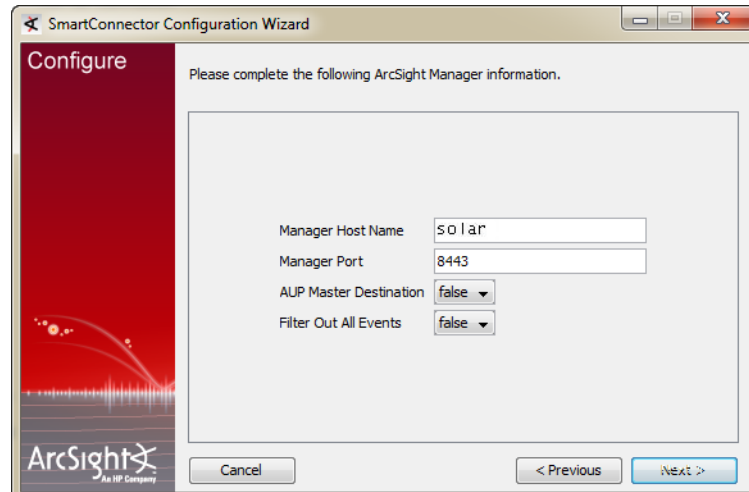 SmartConnector Configuration Wizard
Configure
Please complete the following ArcSight Manager information.
Manager Host Name solar
Manager Port 8443
AUP Master Destination false
Filter Out All Events false
ArcSight
An HP Company
Cancel < Previous Next >